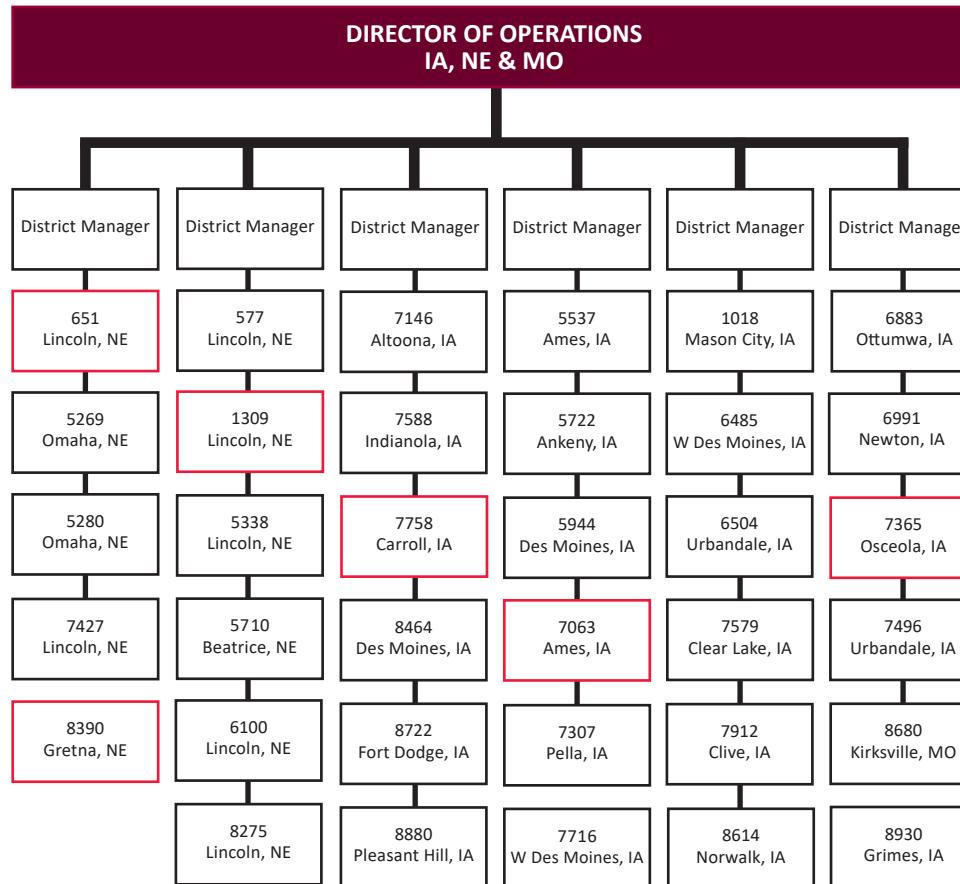 DIRECTOR OF OPERATIONS
IA, NE & MO
District Manager
651
Lincoln, NE
5269
Omaha, NE
5280
Omaha, NE
7427
Lincoln, NE
8390
Gretna, NE
District Manager
577
Lincoln, NE
1309
Lincoln, NE
5338
Lincoln, NE
5710
Beatrice, NE
6100
Lincoln, NE
8275
Lincoln, NE
District Manager
7146
Altoona, IA
7588
Indianola, IA
7758
Carroll, IA
8464
Des Moines, IA
8722
Fort Dodge, IA
8880
Pleasant Hill, IA
District Manager
5537
Ames, IA
5722
Ankeny, IA
5944
Des Moines, IA
7063
Ames, IA
7307
Pella, IA
7716
W Des Moines, IA
District Manager
1018
Mason City, IA
6485
W Des Moines, IA
6504
Urbandale, IA
7579
Clear Lake, IA
7912
Clive, IA
8614
Norwalk, IA
District Manage
6883
Ottumwa, IA
6991
Newton, IA
7365
Osceola, IA
7496
Urbandale, IA
8680
Kirksville, MO
8930
Grimes, IA